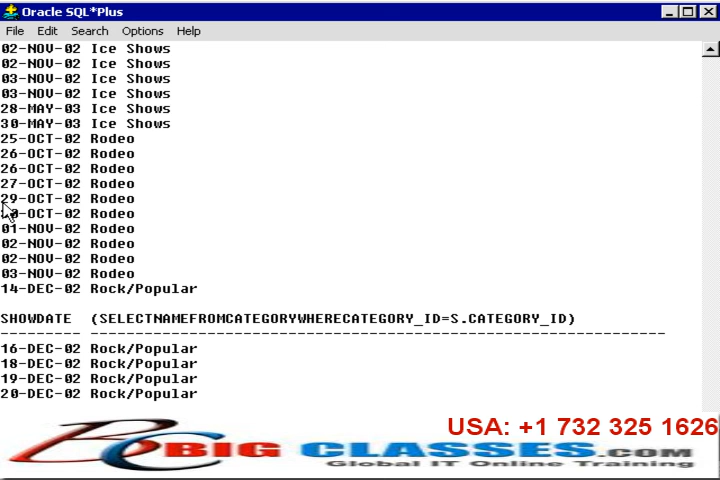 Oracle SQL*Plus
File Edit Search Options Help
02-NOV-02 Ice Shows
02-NOV-02 Ice Shows
03-NOV-02 Ice Shows
03-NOV-02 Ice Shows
28-MAY-03 Ice Shows
30-MAY-03 Ice Shows
25-OCT-02 Rodeo
26-OCT-02 Rodeo
26-OCT-02 Rodeo
27-OCT-02 Rodeo
29-OCT-02 Rodeo
30-OCT-02 Rodeo
01-NOV-02 Rodeo
02-NOV-02 Rodeo
02-NOV-02 Rodeo
03-NOV-02 Rodeo
14-DEC-02 Rock/Popular
SHOWDATE (SELECTNAMEFROMCATEGORYWHERECATEGORY_ID=S.CATEGORY_ID)
--------- ----------------------------------------------------------------
16-DEC-02 Rock/Popular
18-DEC-02 Rock/Popular
19-DEC-02 Rock/Popular
20-DEC-02 Rock/Popular
USA: +1 732 325 1626
BIG CLASSES.COM
Global IT Online Training